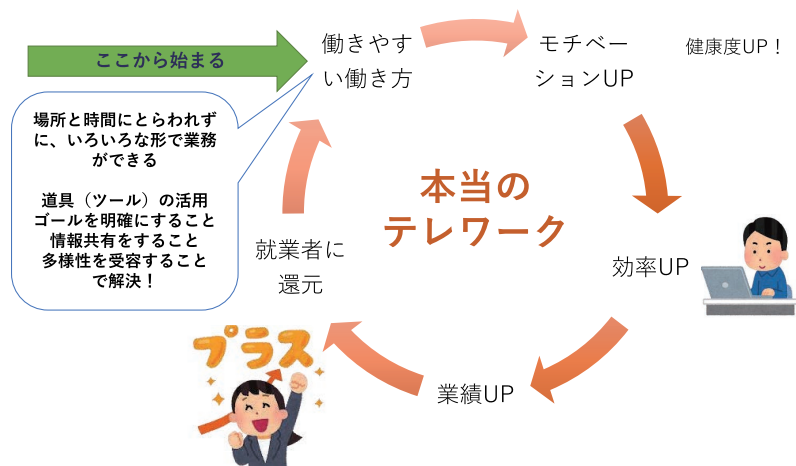 ここから始まる
働きやす
い働き方
モチベー
ションUP
健康度UP！
場所と時間にとらわれず
に、いろいろな形で業務
ができる
道具（ツール）の活用
ゴールを明確にすること
情報共有をすること
多様性を受容すること
で解決！
本当の
テレワーク
効率UP
業績UP
就業者に
還元
プラス